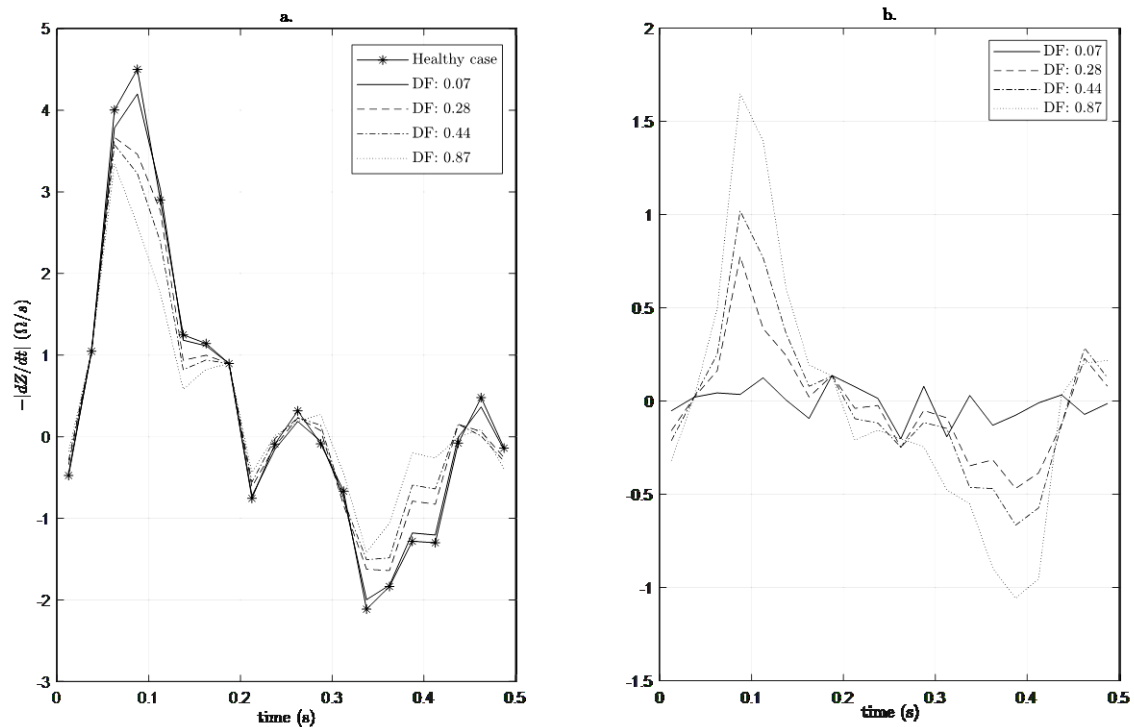 a.
5
4
3
2
1
0
-1
-2
-3
−|dZ/dt| (Ω/s)
0
0.1
0.2
0.3
0.4
0.5
time (s)
Healthy case
DF: 0.07
DF: 0.28
DF: 0.44
DF: 0.87
b.
2
1.5
1
0.5
0
-0.5
-1
-1.5
0
0.1
0.2
0.3
0.4
0.5
time (s)
DF: 0.07
DF: 0.28
DF: 0.44
DF: 0.87